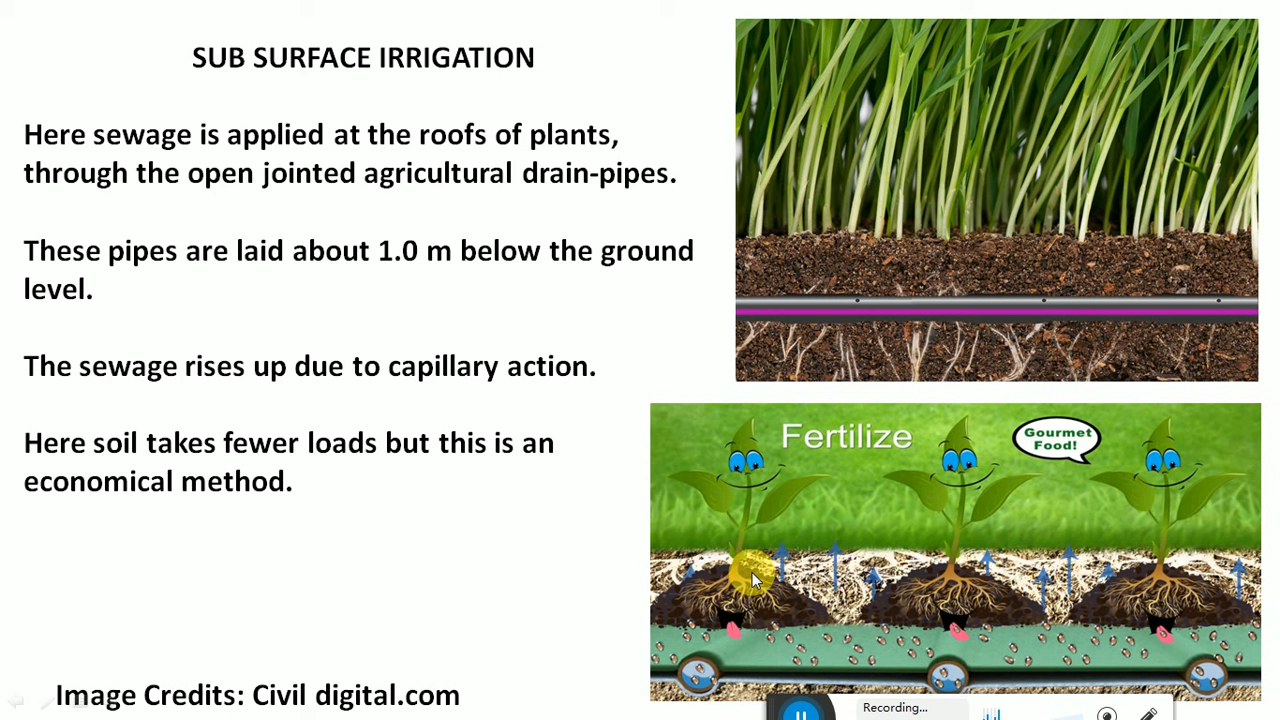 SUB SURFACE IRRIGATION
Here sewage is applied at the roofs of plants,
through the open jointed agricultural drain-pipes.
These pipes are laid about 1.0 m below the ground
level.
The sewage rises up due to capillary action.
Here soil takes fewer loads but this is an
economical method.
Image Credits: Civil digital.com
Fertilize
Gourmet
Food!
Recording...